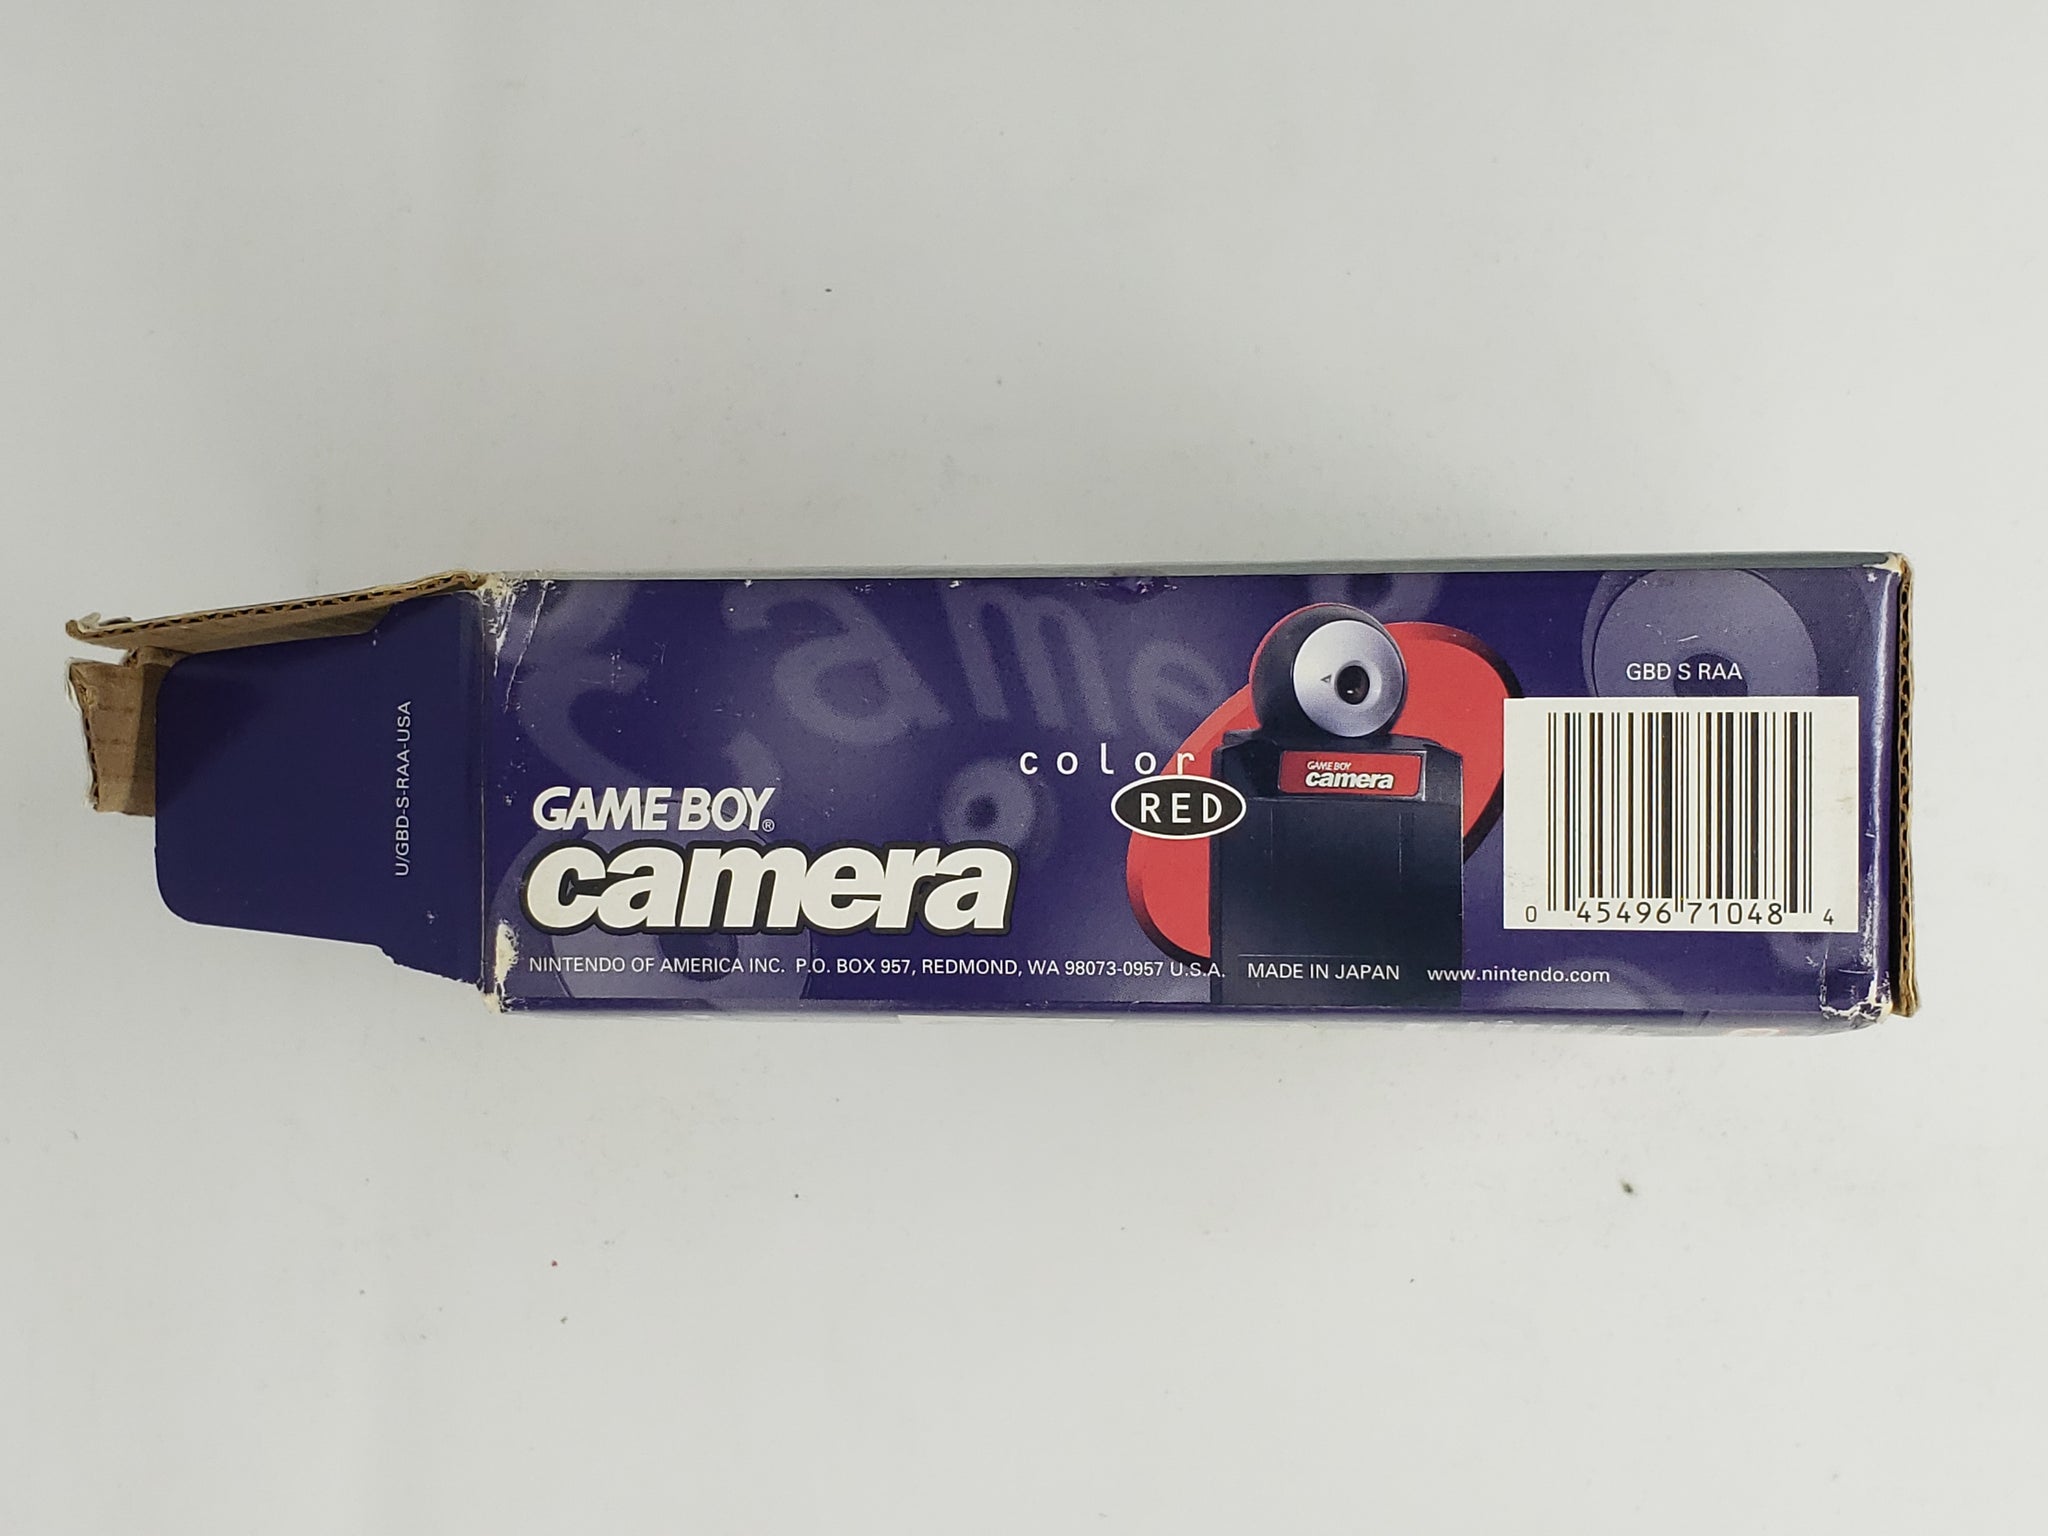 U/GBD-S-RAA-USA
Game
color
RED
GAME BOY®
camera
GAME BOY
camera
GBD S RAA
0 45496 71048 4
NINTENDO OF AMERICA INC. P.O. BOX 957, REDMOND, WA 98073-0957 U.S.A. MADE IN JAPAN www.nintendo.com